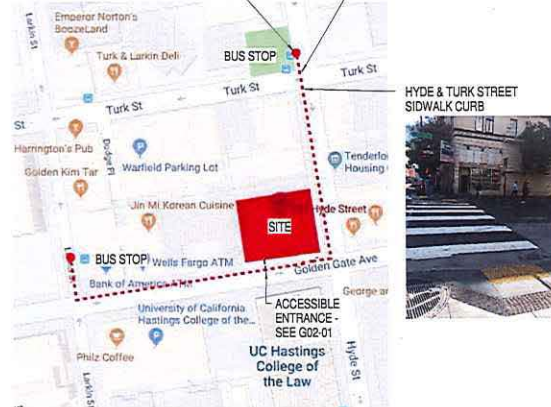 Emperor Norton's
BoozeLand
Larkin St
Turk & Larkin Deli
BUS STOP
Turk St
Turk St
Turk St
HYDE & TURK STREET
SIDWALK CURB
St
Harrington's Pub
Dodge Pl
Golden Kim Tar
Warfield Parking Lot
Tenderloi
Housing
Jin Mi Korean Cuisine
SITE
Hyde Street
BUS STOP
Wells Fargo ATM
Bank of America ATM
Golden Gate Ave
University of California
Hastings College of the...
ACCESSIBLE
ENTRANCE -
SEE G02-01
George an
Philz Coffee
UC Hastings
College of
the Law
Hyde St
Larkin St